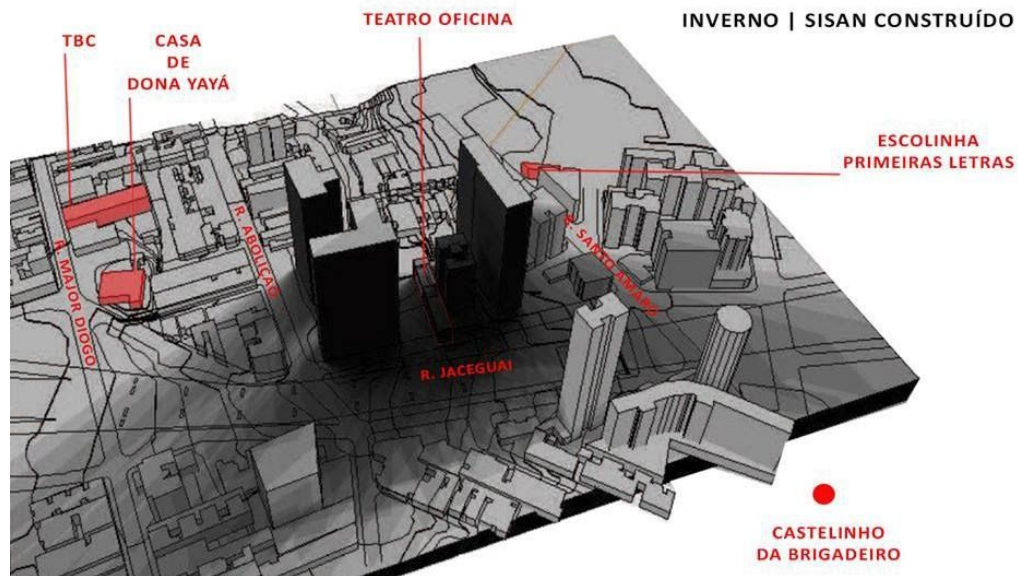 INVERNO | SISAN CONSTRUÍDO
TEATRO OFICINA
TBC
CASA
DE
DONA YAYÁ
ESCOLINHA
PRIMEIRAS LETRAS
R. ABOLIÇÃO
R. SANTO AMARO
R. MAJOR DIOGO
R. JACEGUAI
CASTELINHO
DA BRIGADEIRO